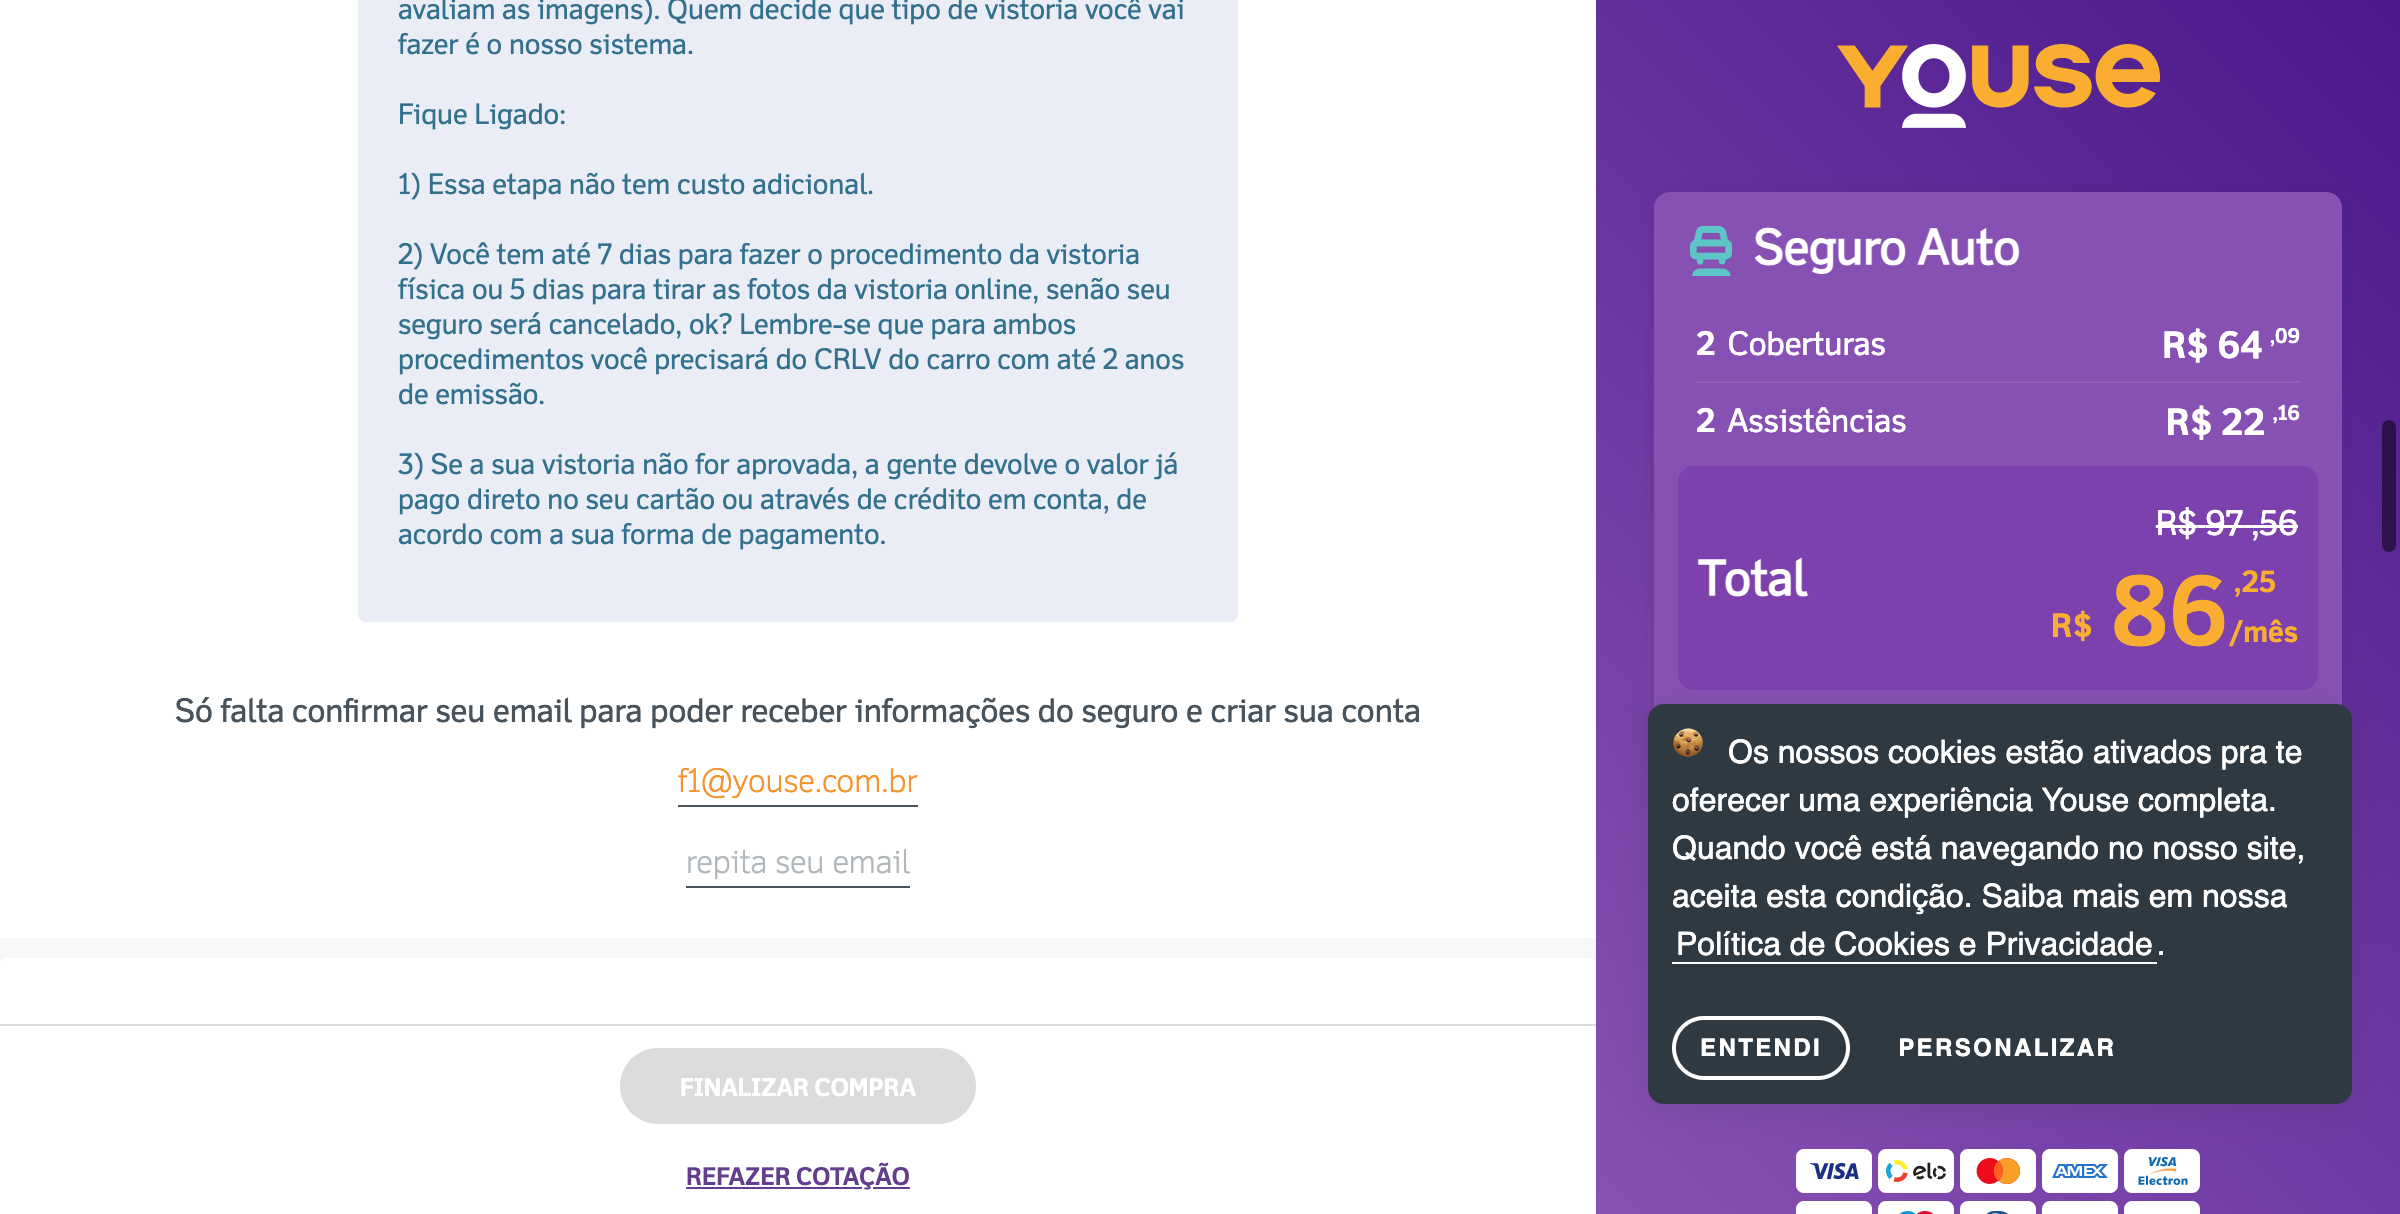 avaliam as imagens). Quem decide que tipo de vistoria você vai
fazer é o nosso sistema.
Fique Ligado:
1) Essa etapa não tem custo adicional.
2) Você tem até 7 dias para fazer o procedimento da vistoria
física ou 5 dias para tirar as fotos da vistoria online, senão seu
seguro será cancelado, ok? Lembre-se que para ambos
procedimentos você precisará do CRLV do carro com até 2 anos
de emissão.
3) Se a sua vistoria não for aprovada, a gente devolve o valor já
pago direto no seu cartão ou através de crédito em conta, de
acordo com a sua forma de pagamento.
Só falta confirmar seu email para poder receber informações do seguro e criar sua conta
f1@youse.com.br
repita seu email
FINALIZAR COMPRA
REFAZER COTAÇÃO
Youse
Seguro Auto
2 Coberturas R$ 64 ,09
2 Assistências R$ 22 ,16
R$ 97,56
Total R$ 86 ,25 /mês
Os nossos cookies estão ativados pra te
oferecer uma experiência Youse completa.
Quando você está navegando no nosso site,
aceita esta condição. Saiba mais em nossa
Política de Cookies e Privacidade.
ENTENDI PERSONALIZAR
VISA elo AMEX VISA Electron